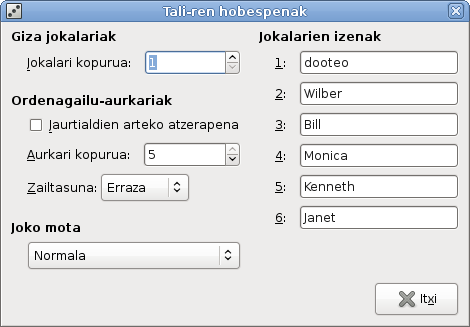 Tali-ren hobespenak
Giza jokalariak
Jokalari kopurua: 1
Ordenagailu-aurkariak
Jaurtialdien arteko atzerapena
Aurkari kopurua: 5
Zailtasuna: Erraza
Joko mota
Normala
Jokalarien izenak
1: dooteo
2: Wilber
3: Bill
4: Monica
5: Kenneth
6: Janet
Itxi